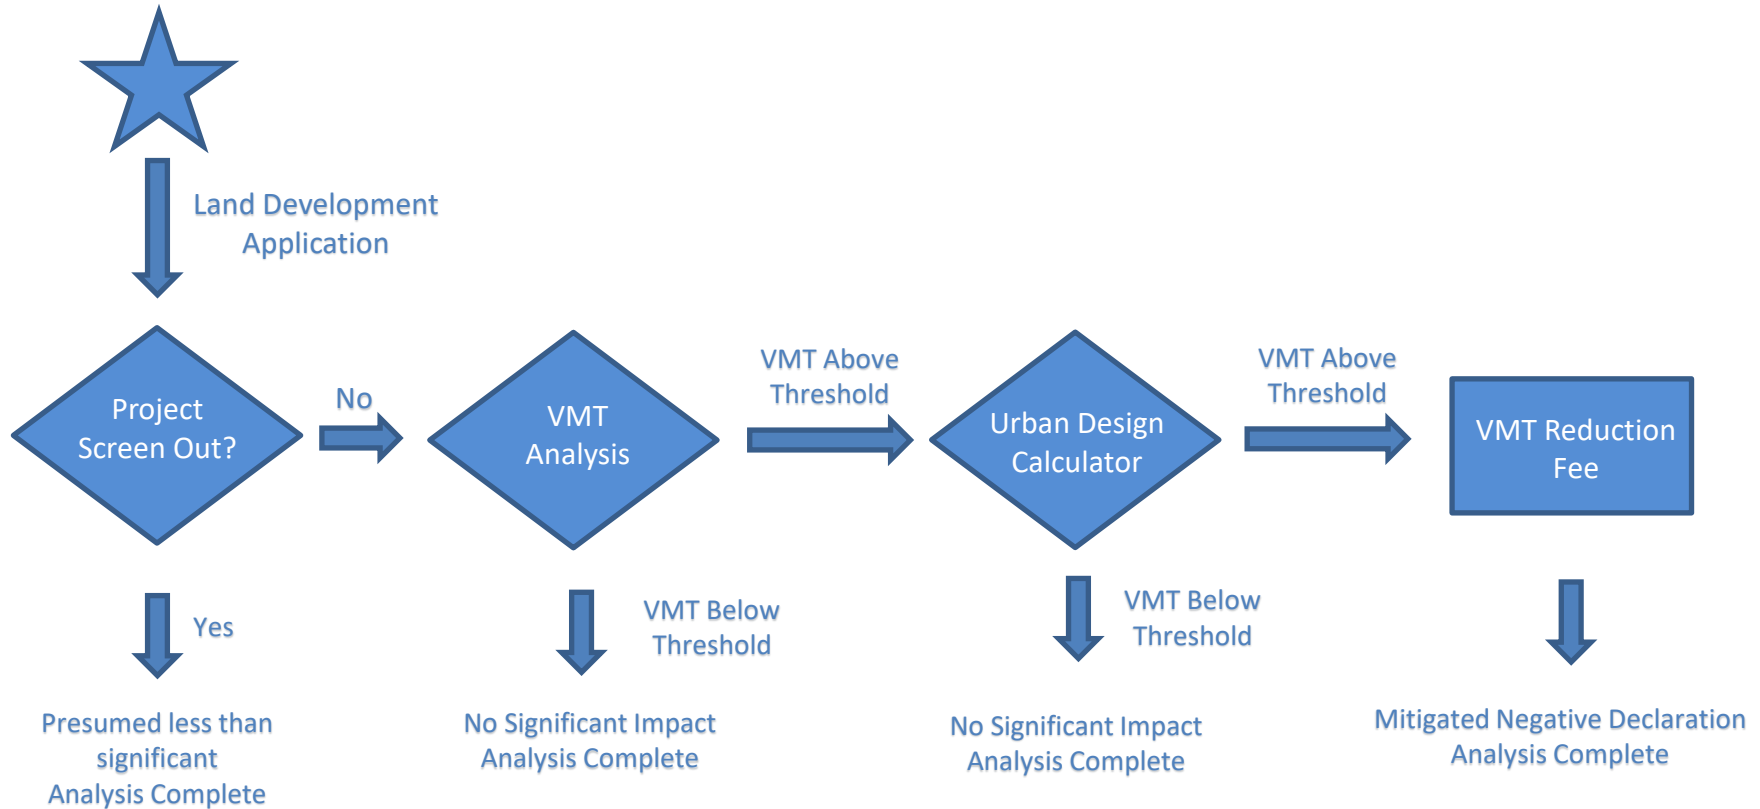 Land Development
Application
Project
Screen Out?
No
VMT
Analysis
VMT Above
Threshold
Urban Design
Calculator
VMT Above
Threshold
VMT Reduction
Fee
Yes
VMT Below
Threshold
VMT Below
Threshold
Presumed less than
significant
Analysis Complete
No Significant Impact
Analysis Complete
No Significant Impact
Analysis Complete
Mitigated Negative Declaration
Analysis Complete